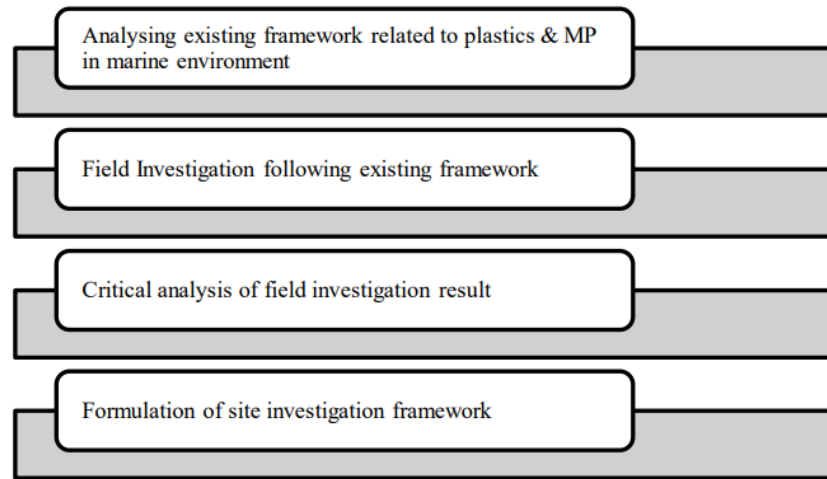 Analysing existing framework related to plastics & MP
in marine environment
Field Investigation following existing framework
Critical analysis of field investigation result
Formulation of site investigation framework